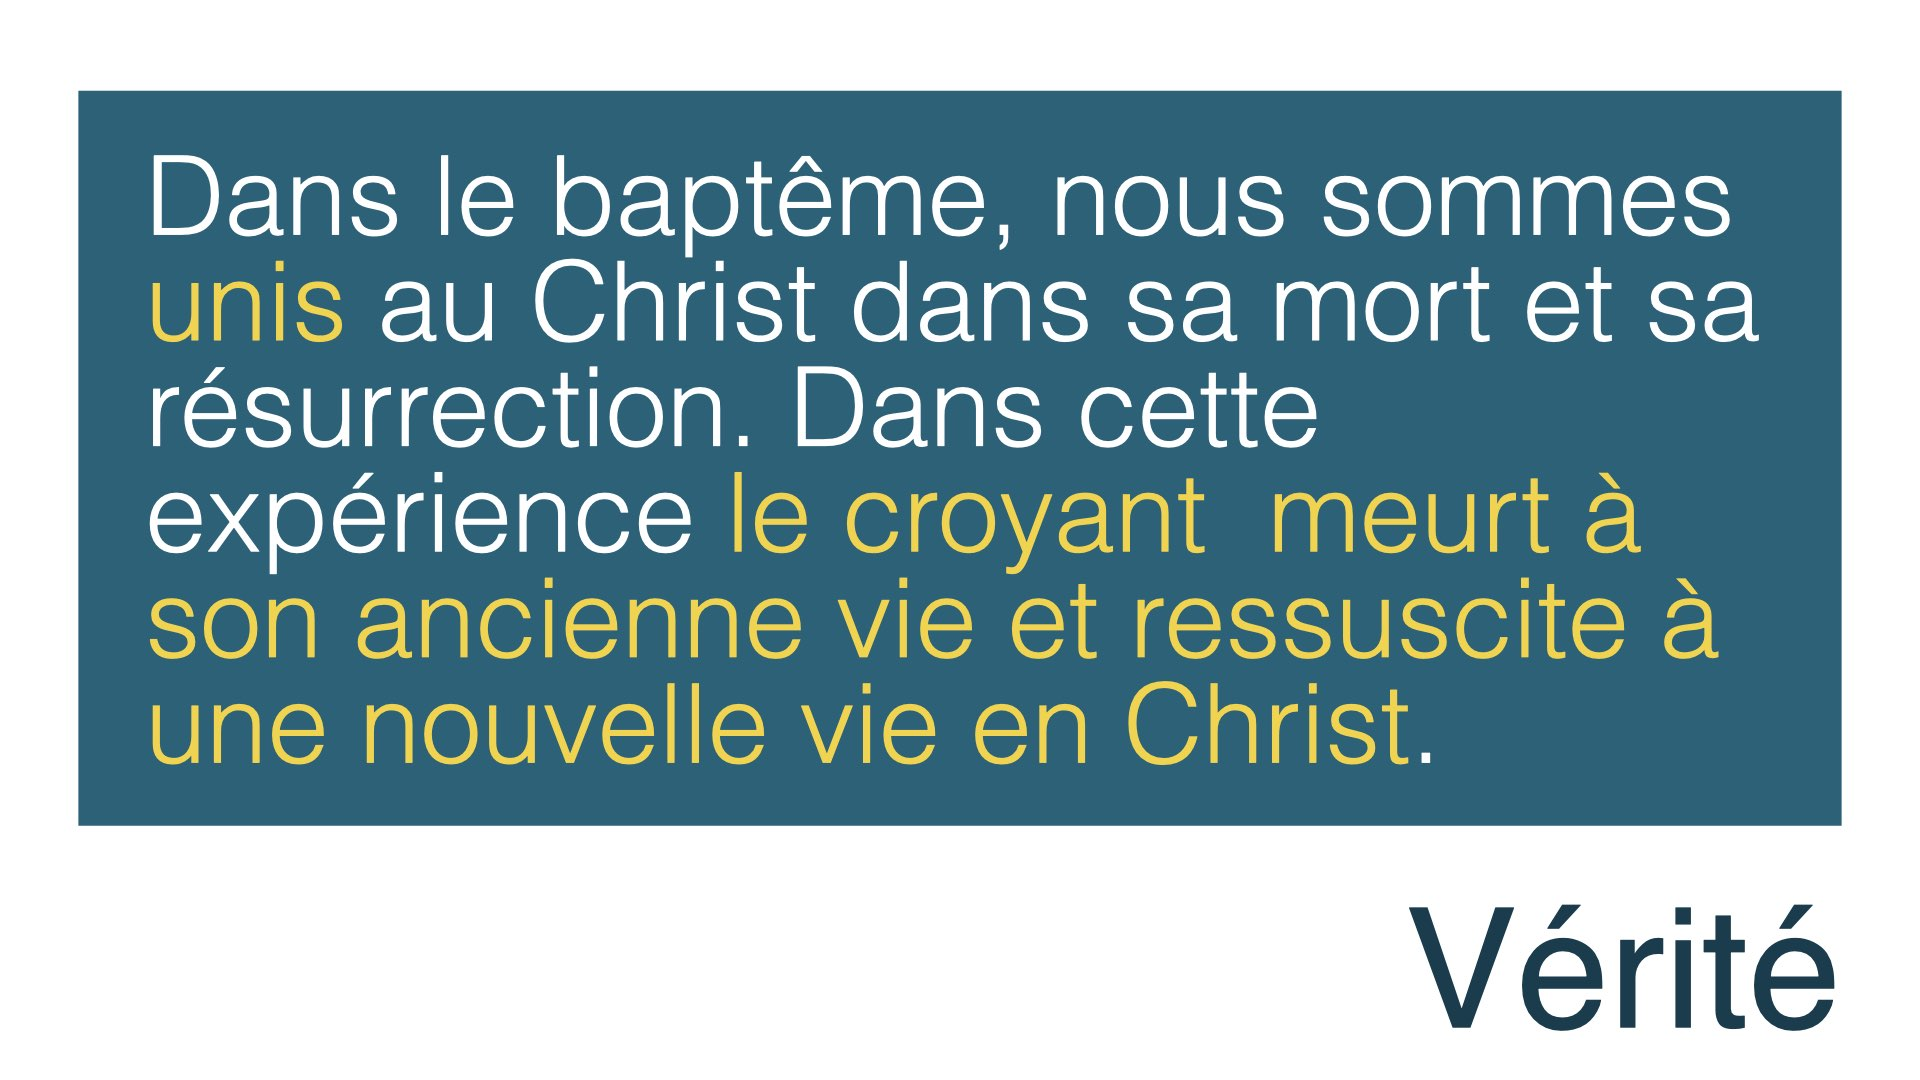 Dans le baptême, nous sommes
unis au Christ dans sa mort et sa
résurrection. Dans cette
expérience le croyant  meurt à
son ancienne vie et ressuscite à
une nouvelle vie en Christ.
Vérité